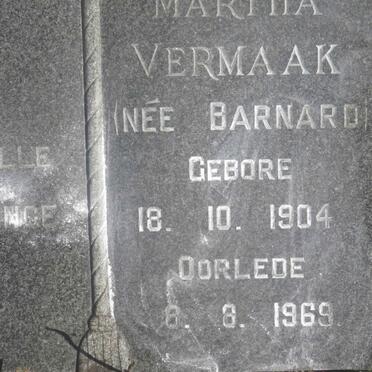 MARTHA
VERMAAK
(NÉE BARNARD)
GEBORE
18. 10. 1904
OORLEDE
8. 8. 1969